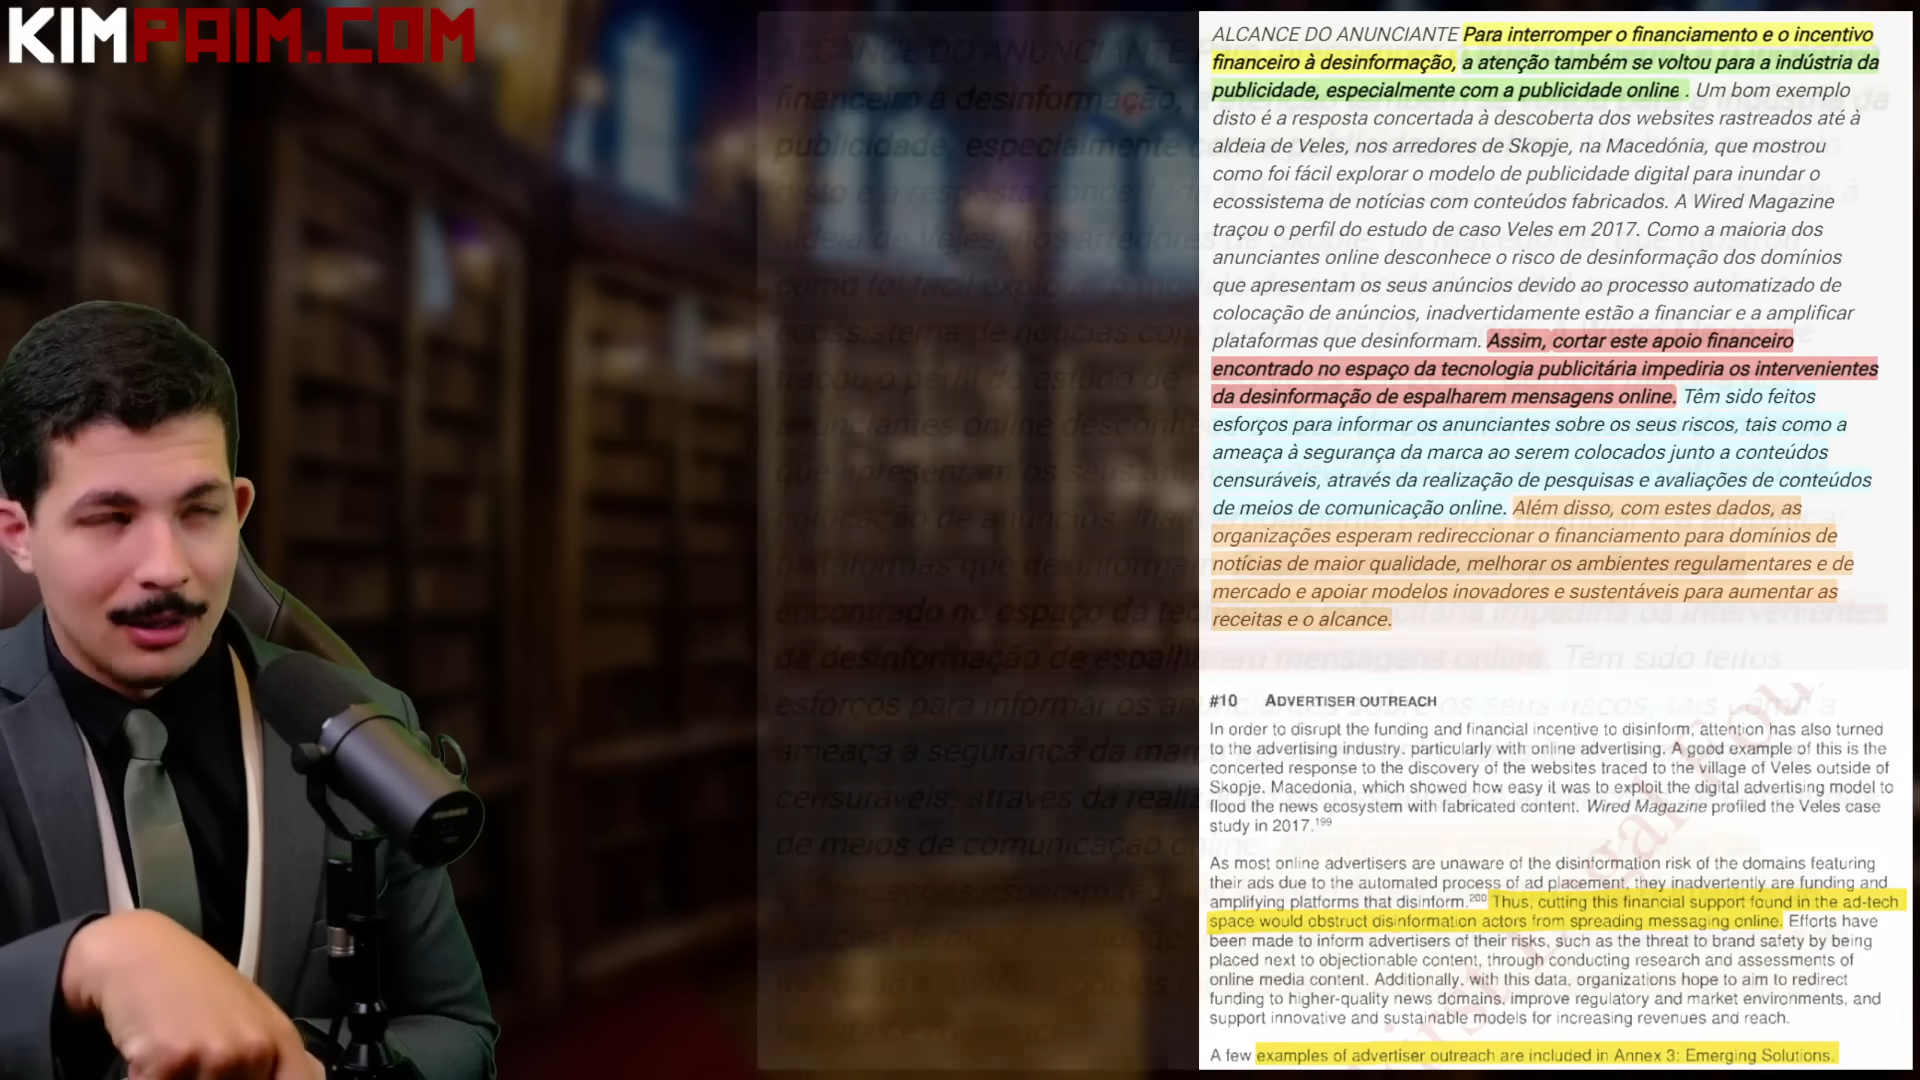 KIMPAIM.COM
ALCANCE DO ANUNCIANTE Para interromper o financiamento e o incentivo
financeiro à desinformação, a atenção também se voltou para a indústria da
publicidade, especialmente com a publicidade online . Um bom exemplo
disto é a resposta concertada à descoberta dos websites rastreados até à
aldeia de Veles, nos arredores de Skopje, na Macedónia, que mostrou
como foi fácil explorar o modelo de publicidade digital para inundar o
ecossistema de notícias com conteúdos fabricados. A Wired Magazine
traçou o perfil do estudo de caso Veles em 2017. Como a maioria dos
anunciantes online desconhece o risco de desinformação dos domínios
que apresentam os seus anúncios devido ao processo automatizado de
colocação de anúncios, inadvertidamente estão a financiar e a amplificar
plataformas que desinformam. Assim, cortar este apoio financeiro
encontrado no espaço da tecnologia publicitária impediria os intervenientes
da desinformação de espalharem mensagens online. Têm sido feitos
esforços para informar os anunciantes sobre os seus riscos, tais como a
ameaça à segurança da marca ao serem colocados junto a conteúdos
censuráveis, através da realização de pesquisas e avaliações de conteúdos
de meios de comunicação online. Além disso, com estes dados, as
organizações esperam redireccionar o financiamento para domínios de
notícias de maior qualidade, melhorar os ambientes regulamentares e de
mercado e apoiar modelos inovadores e sustentáveis para aumentar as
receitas e o alcance.
#10 ADVERTISER OUTREACH
In order to disrupt the funding and financial incentive to disinform, attention has also turned
to the advertising industry, particularly with online advertising. A good example of this is the
concerted response to the discovery of the websites traced to the village of Veles outside of
Skopje, Macedonia, which showed how easy it was to exploit the digital advertising model to
flood the news ecosystem with fabricated content. Wired Magazine profiled the Veles case
study in 2017.199
As most online advertisers are unaware of the disinformation risk of the domains featuring
their ads due to the automated process of ad placement, they inadvertently are funding and
amplifying platforms that disinform.200 Thus, cutting this financial support found in the ad-tech
space would obstruct disinformation actors from spreading messaging online. Efforts have
been made to inform advertisers of their risks, such as the threat to brand safety by being
placed next to objectionable content, through conducting research and assessments of
online media content. Additionally, with this data, organizations hope to aim to redirect
funding to higher-quality news domains, improve regulatory and market environments, and
support innovative and sustainable models for increasing revenues and reach.
A few examples of advertiser outreach are included in Annex 3: Emerging Solutions.